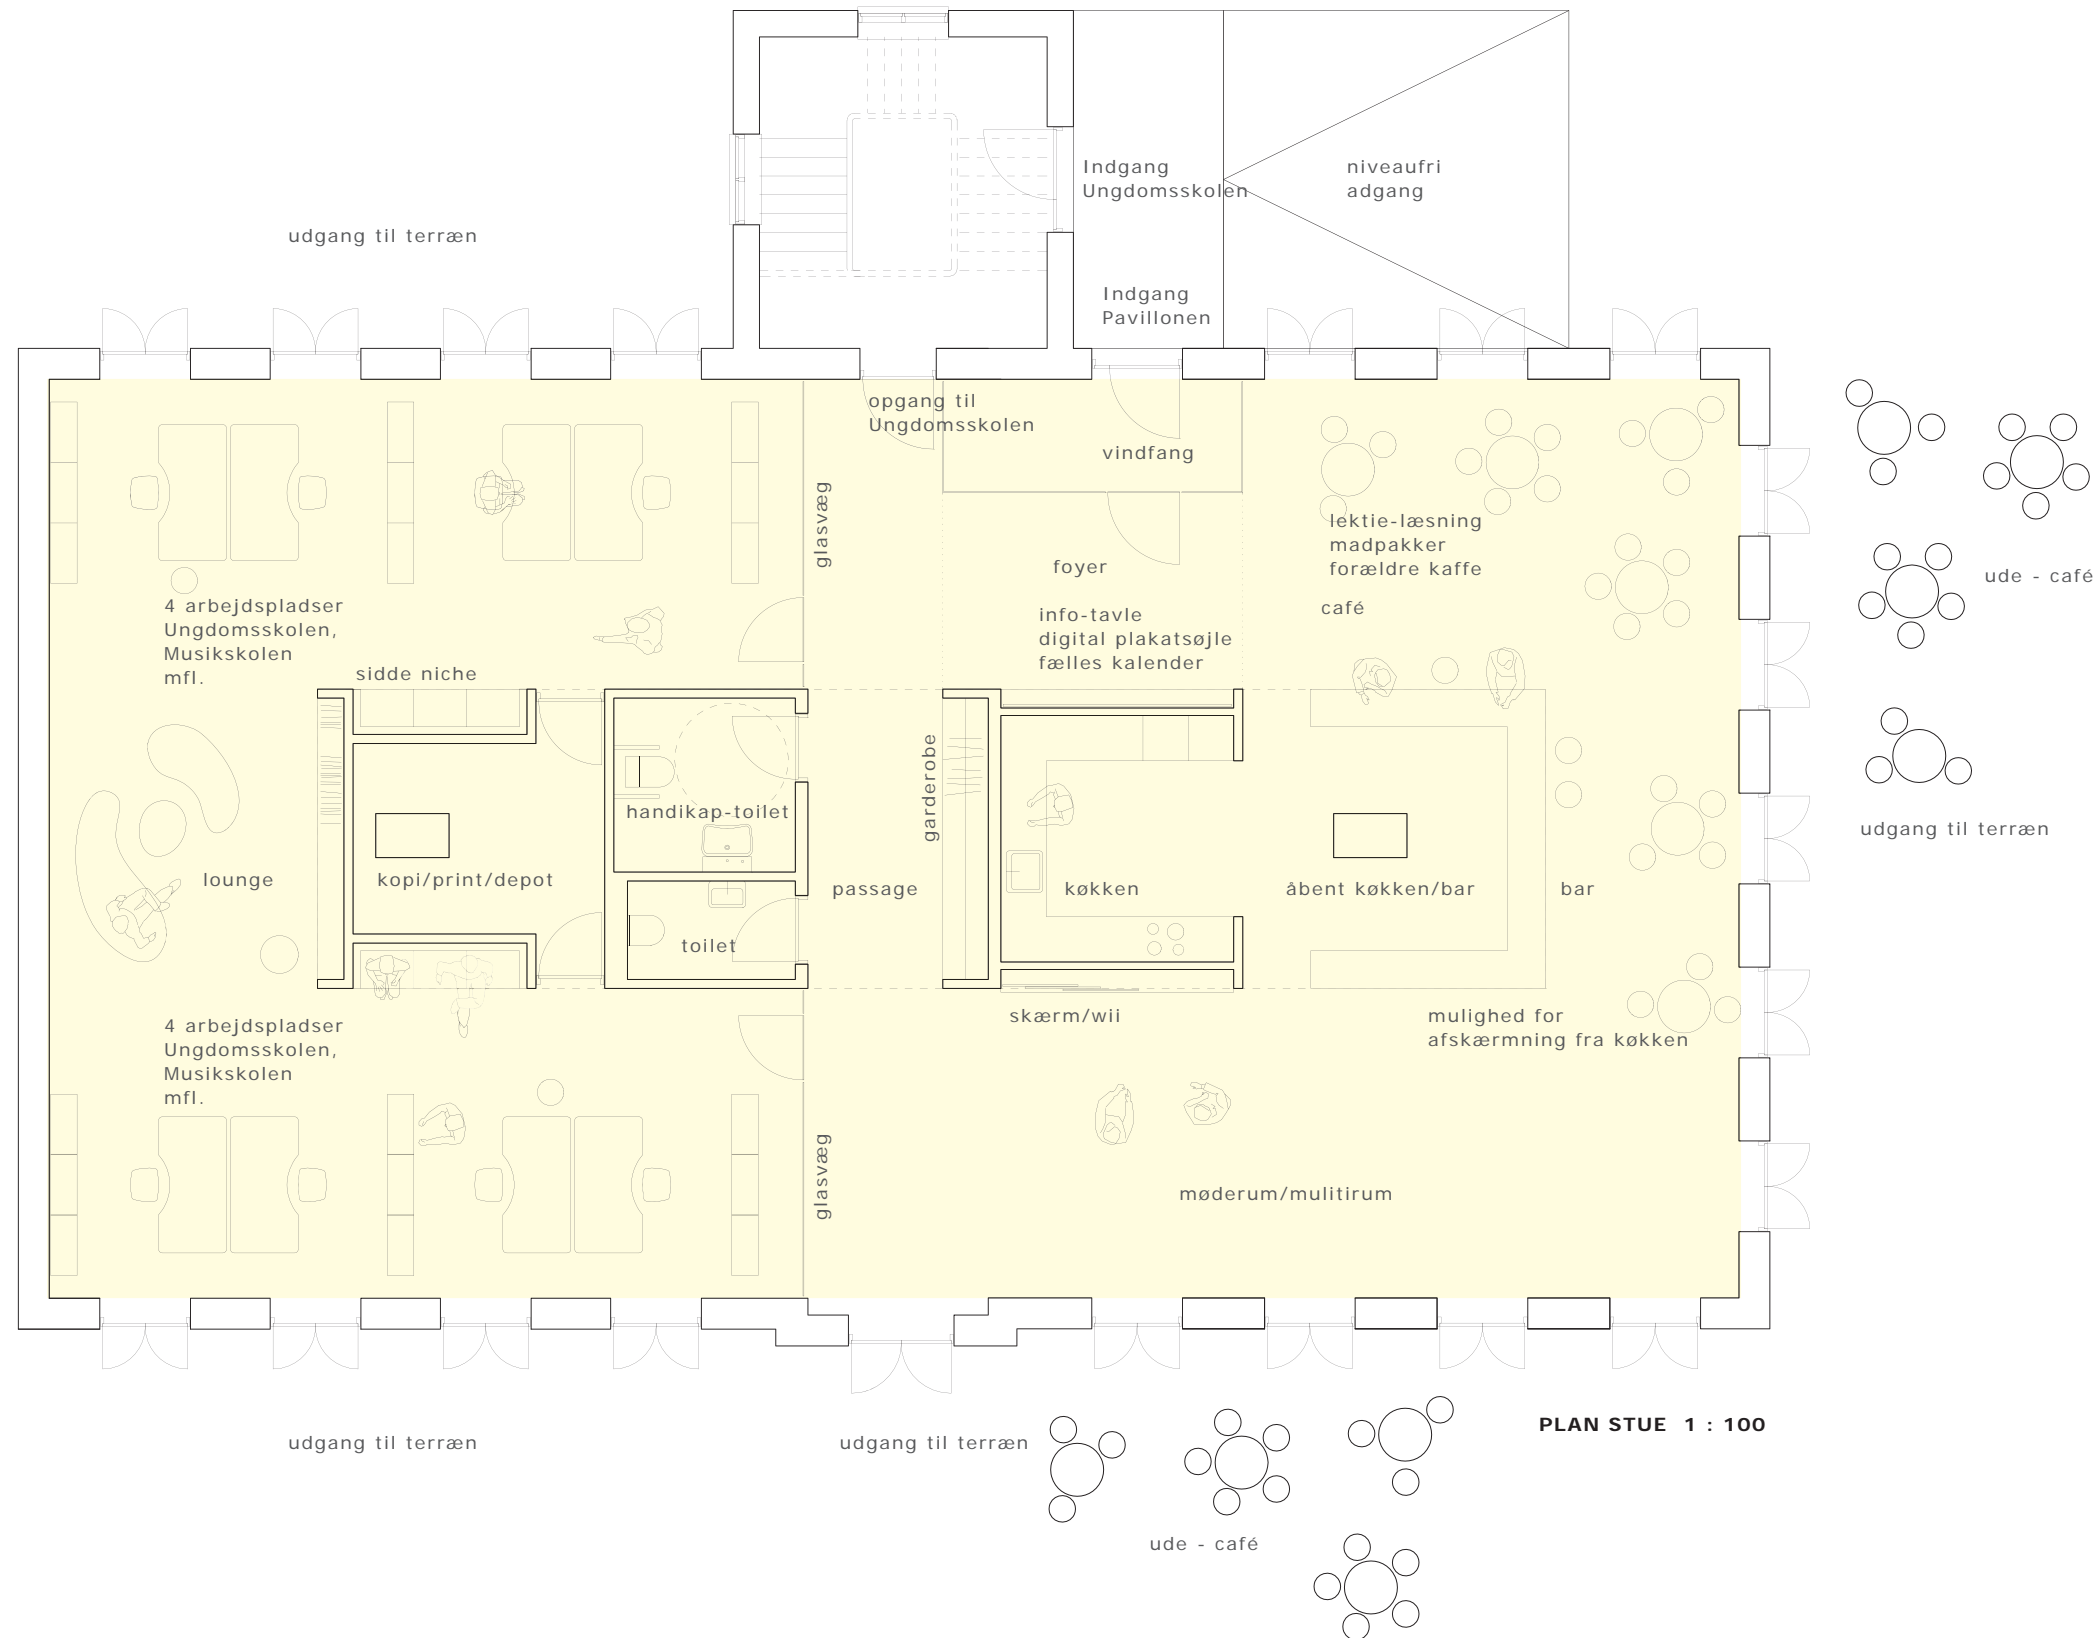 Indgang
Ungdomsskolen
niveaufri
adgang
udgang til terræn
Indgang
Pavillonen
opgang til
Ungdomsskolen
vindfang
glasvæg
lektie-læsning
madpakker
forældre kaffe
café
foyer
info-tavle
digital plakatsøjle
fælles kalender
ude - café
4 arbejdspladser
Ungdomsskolen,
Musikskolen
mfl.
sidde niche
handikap-toilet
garderobe
udgang til terræn
lounge
kopi/print/depot
passage
køkken
åbent køkken/bar
bar
toilet
4 arbejdspladser
Ungdomsskolen,
Musikskolen
mfl.
skærm/wii
mulighed for
afskærmning fra køkken
glasvæg
møderum/mulitirum
PLAN STUE 1 : 100
udgang til terræn
udgang til terræn
ude - café